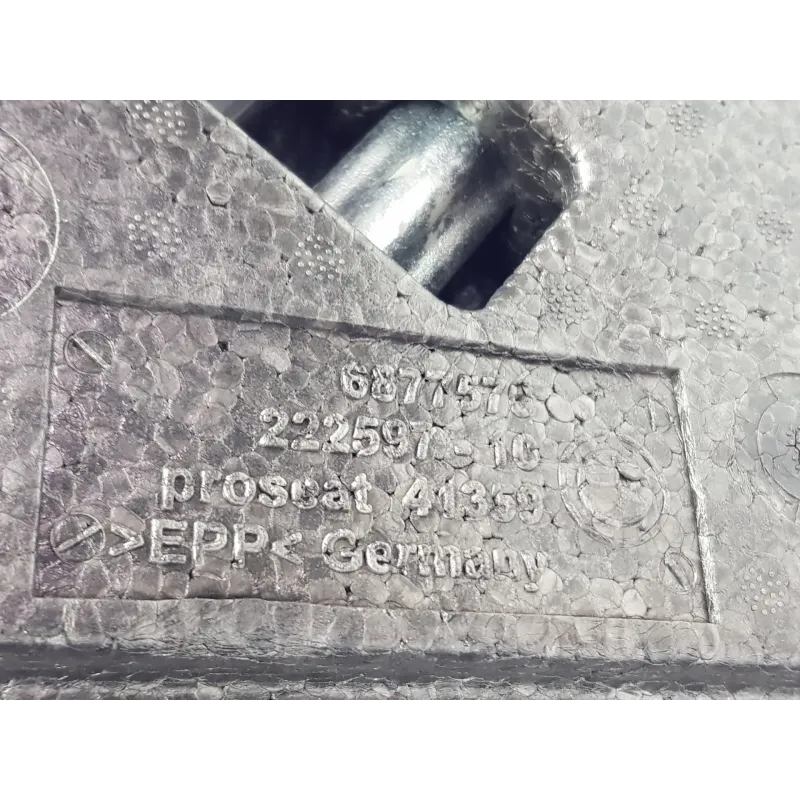 6877576
222597 - 10
proseat 41359
>EPP< Germany